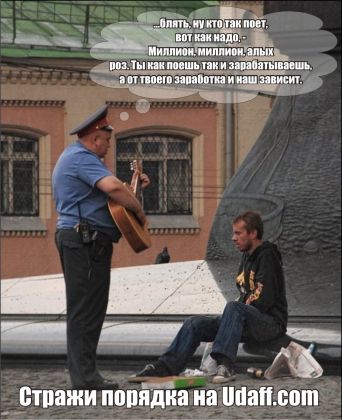 ...блять, ну кто так поет,
вот как надо, -
Миллион, миллион, алых
роз. Ты как поешь так и зарабатываешь,
а от твоего заработка и наш зависит.
Стражи порядка на Udaff.com